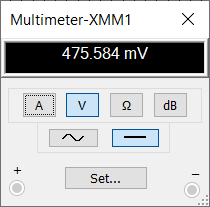 Multimeter-XMM1
475.584 mV
A V Ω dB
Set...
+ −